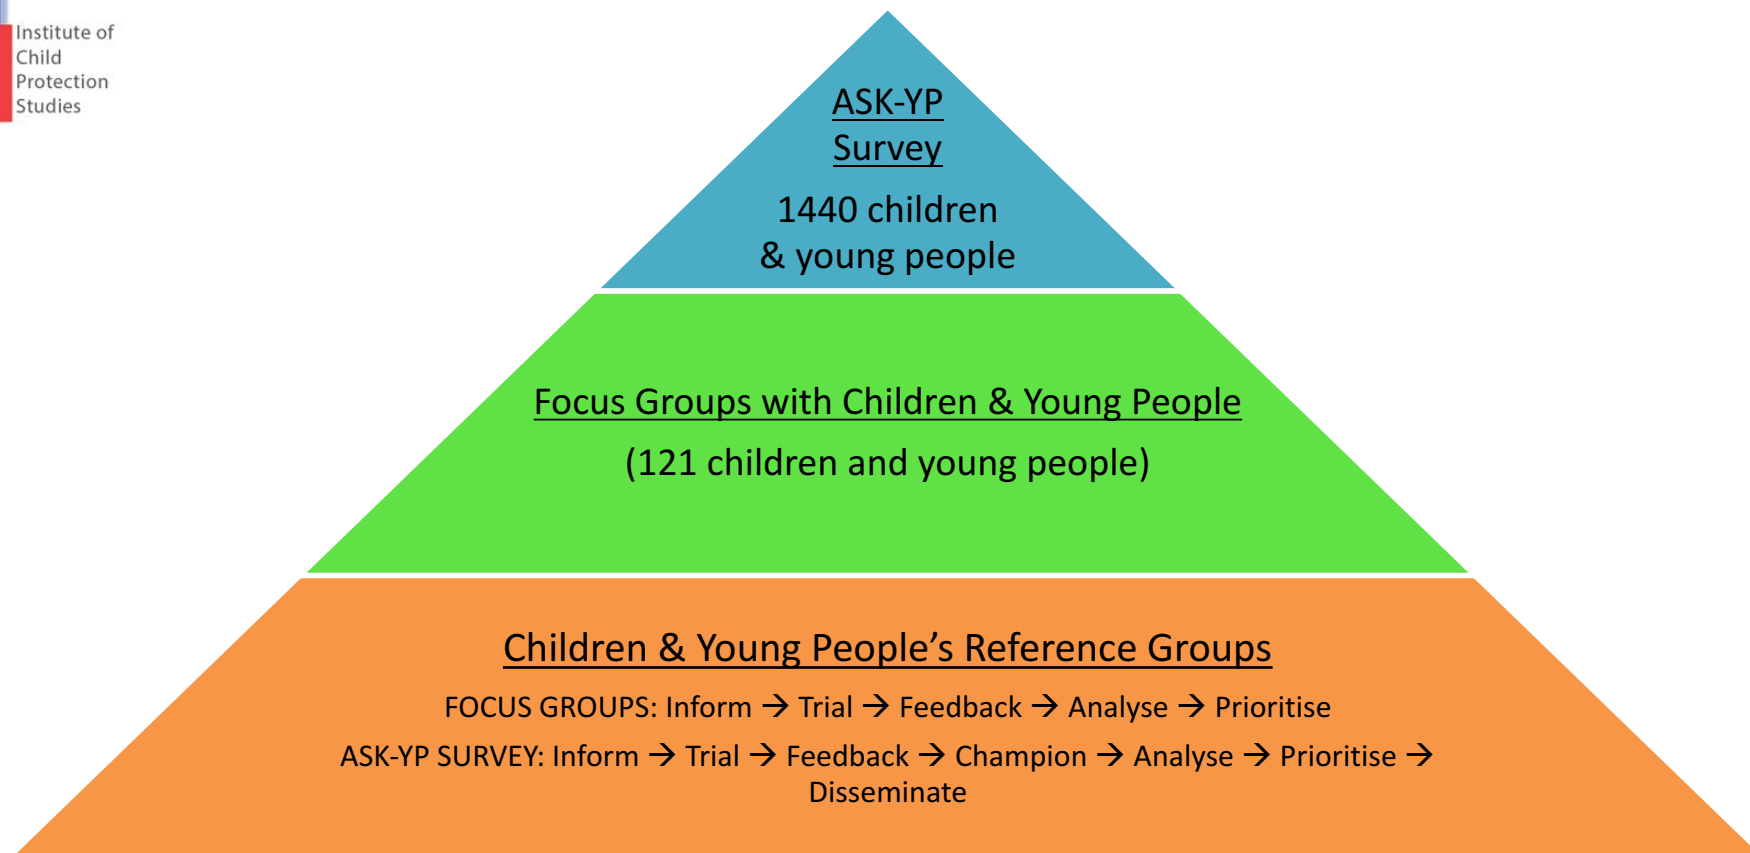 Institute of
Child
Protection
Studies
ASK-YP
Survey
1440 children
& young people
Focus Groups with Children & Young People
(121 children and young people)
Children & Young People’s Reference Groups
FOCUS GROUPS: Inform → Trial → Feedback → Analyse → Prioritise
ASK-YP SURVEY: Inform → Trial → Feedback → Champion → Analyse → Prioritise →
Disseminate